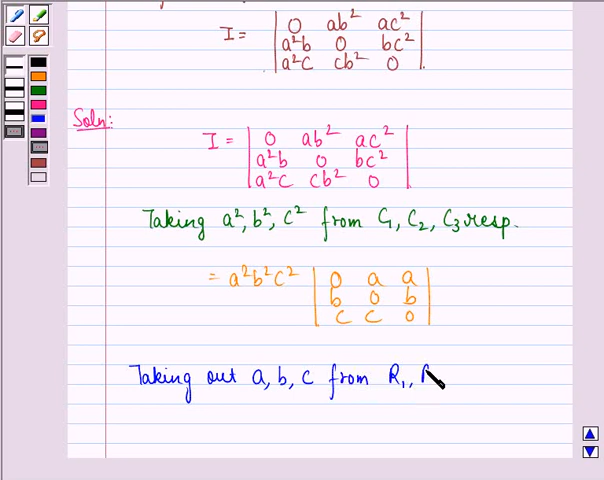 I = | 0 ab² ac² |
| a²b 0 bc² |
| a²c cb² 0 |.
Soln:
I = | 0 ab² ac² |
| a²b 0 bc² |
| a²c cb² 0 |
Taking a², b², c² from C₁, C₂, C₃ resp.
= a²b²c² | 0 a a |
| b 0 b |
| c c 0 |
Taking out a, b, c from R₁,